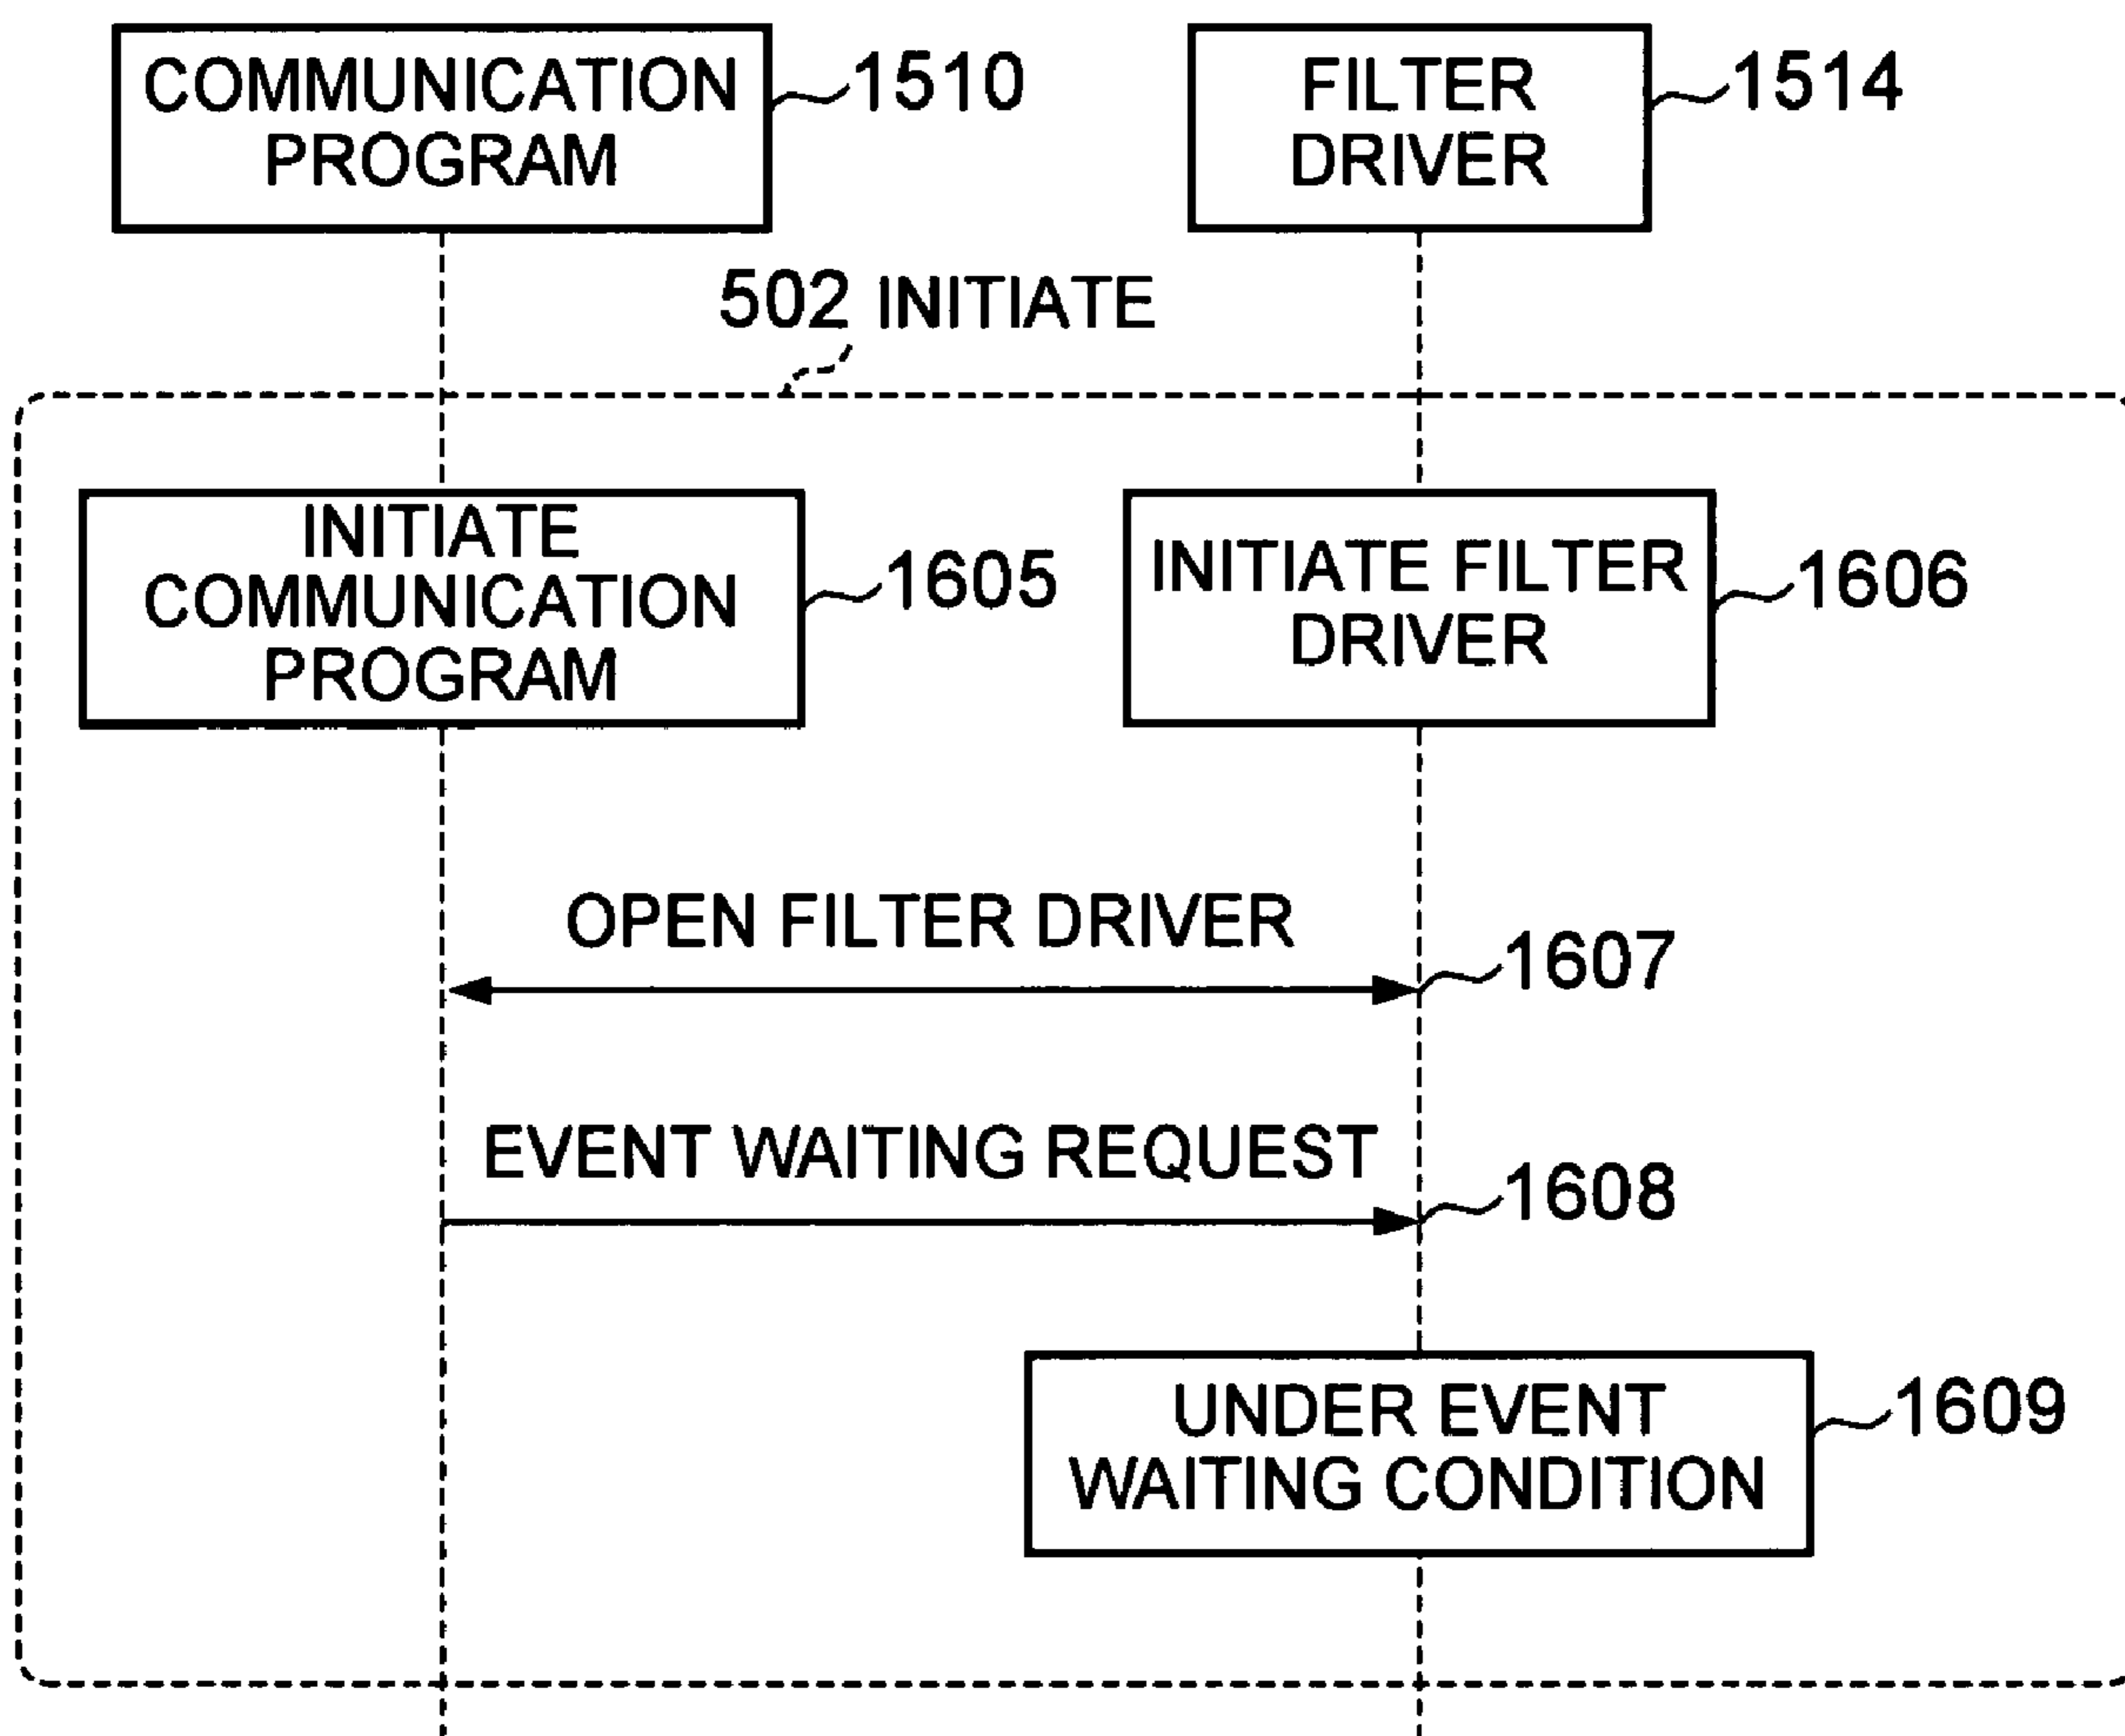 COMMUNICATION
PROGRAM
1510
FILTER
DRIVER
1514
502 INITIATE
INITIATE
COMMUNICATION
PROGRAM
1605
INITIATE FILTER
DRIVER
1606
OPEN FILTER DRIVER
1607
EVENT WAITING REQUEST
1608
UNDER EVENT
WAITING CONDITION
1609